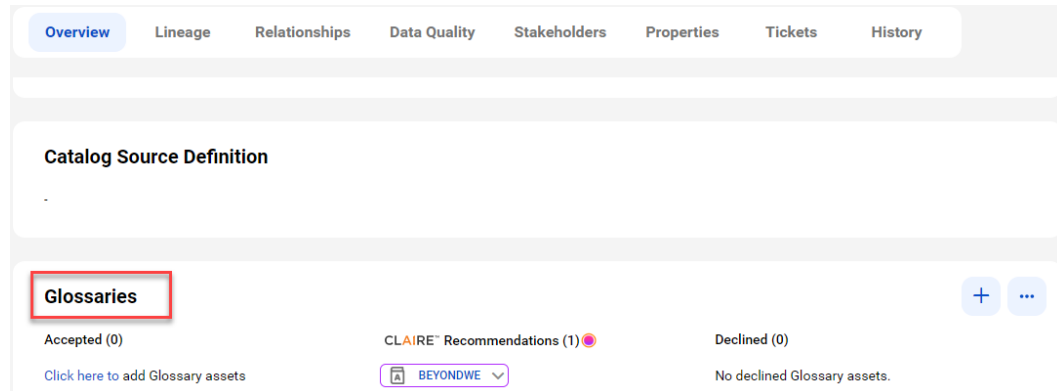 Overview Lineage Relationships Data Quality Stakeholders Properties Tickets History
Catalog Source Definition
-
Glossaries
Accepted (0) CLAIRE™ Recommendations (1) Declined (0)
Click here to add Glossary assets A BEYONDWE No declined Glossary assets.